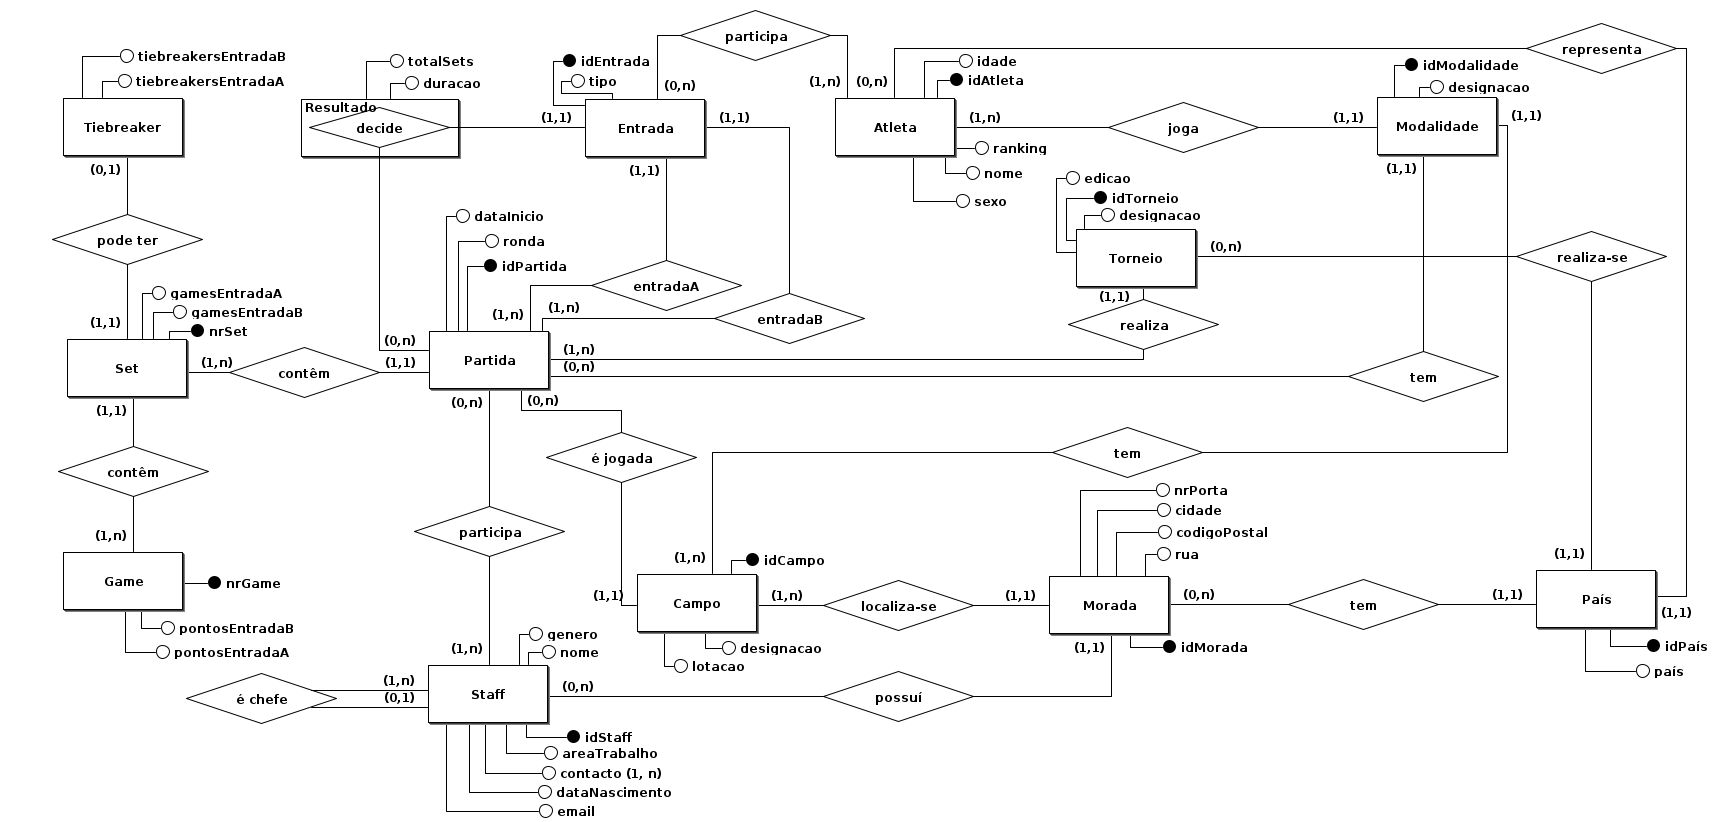 participa
representa
tiebreakersEntradaB
tiebreakersEntradaA
totalSets
duracao
idEntrada
tipo
(0,n)
(1,n)
(0,n)
idade
idAtleta
idModalidade
designacao
Tiebreaker
Resultado
decide
(1,1)
Entrada
(1,1)
Atleta
(1,n)
joga
(1,1)
Modalidade
(1,1)
(0,1)
(1,1)
ranking
nome
sexo
(1,1)
edicao
idTorneio
designacao
pode ter
dataInicio
ronda
idPartida
Torneio
(0,n)
realiza-se
entradaA
entradaB
(1,1)
realiza
gamesEntradaA
gamesEntradaB
nrSet
(1,1)
(1,n)
(1,n)
Set
(1,n)
contêm
(0,n)
(1,1)
Partida
(1,n)
(0,n)
tem
(1,1)
(0,n)
(0,n)
contêm
é jogada
tem
participa
(1,n)
Game
nrGame
pontosEntradaB
pontosEntradaA
(1,n)
idCampo
(1,1)
Campo
(1,n)
localiza-se
(1,1)
designacao
lotacao
nrPorta
cidade
codigoPostal
rua
Morada
(0,n)
tem
(1,1)
(1,1)
País
(1,1)
idPaís
país
(1,1)
idMorada
(1,n)
genero
nome
é chefe
(1,n)
(0,1)
Staff
(0,n)
possuí
idStaff
areaTrabalho
contacto (1, n)
dataNascimento
email